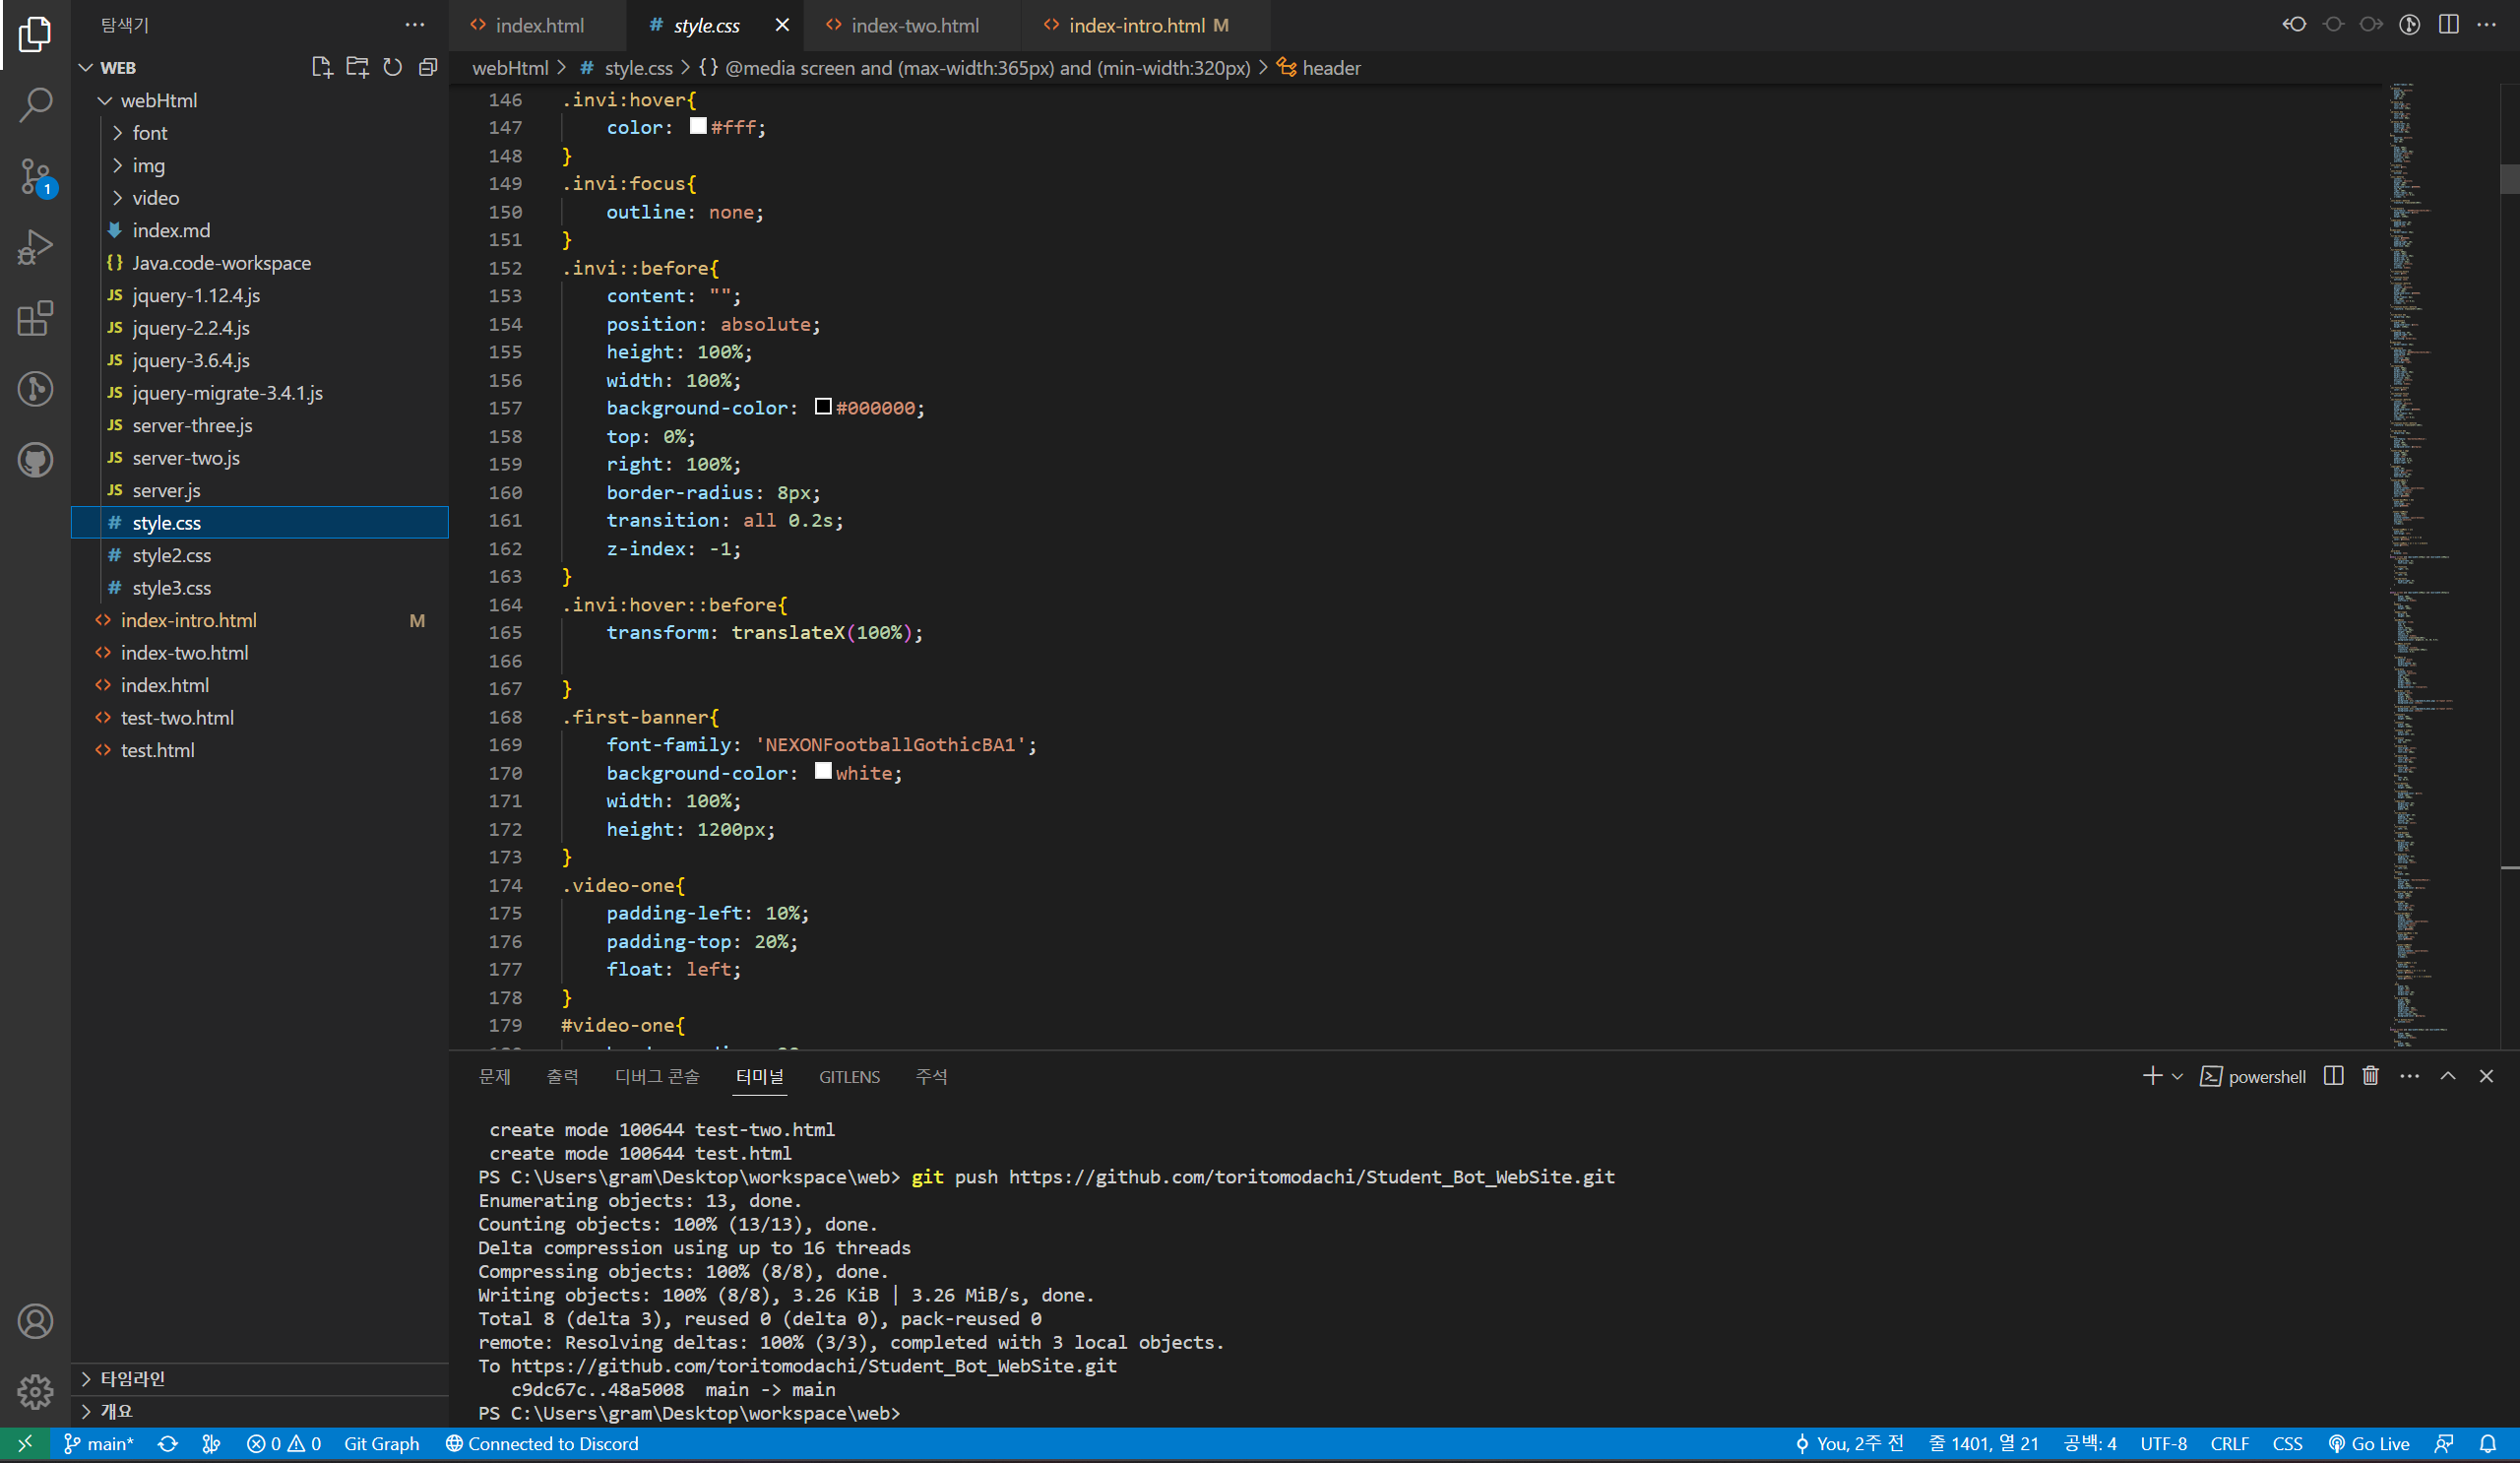 탐색기
index.html
style.css
index-two.html
index-intro.html M
WEB
webHtml > style.css > {} @media screen and (max-width:365px) and (min-width:320px) > header
webHtml
font
img
video
index.md
Java.code-workspace
jquery-1.12.4.js
jquery-2.2.4.js
jquery-3.6.4.js
jquery-migrate-3.4.1.js
server-three.js
server-two.js
server.js
style.css
style2.css
style3.css
index-intro.html M
index-two.html
index.html
test-two.html
test.html
타임라인
개요
1
146 .invi:hover{
147 color: #fff;
148 }
149 .invi:focus{
150 outline: none;
151 }
152 .invi::before{
153 content: "";
154 position: absolute;
155 height: 100%;
156 width: 100%;
157 background-color: #000000;
158 top: 0%;
159 right: 100%;
160 border-radius: 8px;
161 transition: all 0.2s;
162 z-index: -1;
163 }
164 .invi:hover::before{
165 transform: translateX(100%);
166
167 }
168 .first-banner{
169 font-family: 'NEXONFootballGothicBA1';
170 background-color: white;
171 width: 100%;
172 height: 1200px;
173 }
174 .video-one{
175 padding-left: 10%;
176 padding-top: 20%;
177 float: left;
178 }
179 #video-one{
문제 출력 디버그 콘솔 터미널 GITLENS 주석
powershell
create mode 100644 test-two.html
create mode 100644 test.html
PS C:\Users\gram\Desktop\workspace\web> git push https://github.com/toritomodachi/Student_Bot_WebSite.git
Enumerating objects: 13, done.
Counting objects: 100% (13/13), done.
Delta compression using up to 16 threads
Compressing objects: 100% (8/8), done.
Writing objects: 100% (8/8), 3.26 KiB | 3.26 MiB/s, done.
Total 8 (delta 3), reused 0 (delta 0), pack-reused 0
remote: Resolving deltas: 100% (3/3), completed with 3 local objects.
To https://github.com/toritomodachi/Student_Bot_WebSite.git
c9dc67c..48a5008 main -> main
PS C:\Users\gram\Desktop\workspace\web>
main* 0 0 Git Graph Connected to Discord You, 2주 전 줄 1401, 열 21 공백: 4 UTF-8 CRLF CSS Go Live